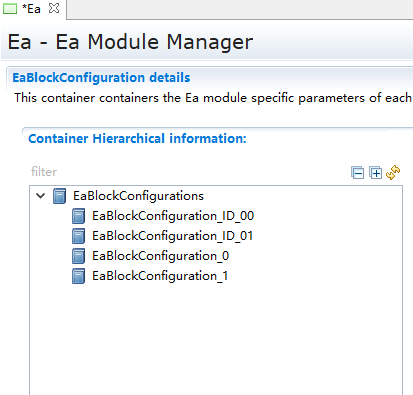 *Ea
Ea - Ea Module Manager
EaBlockConfiguration details
This container containers the Ea module specific parameters of each
Container Hierarchical information:
filter
EaBlockConfigurations
EaBlockConfiguration_ID_00
EaBlockConfiguration_ID_01
EaBlockConfiguration_0
EaBlockConfiguration_1